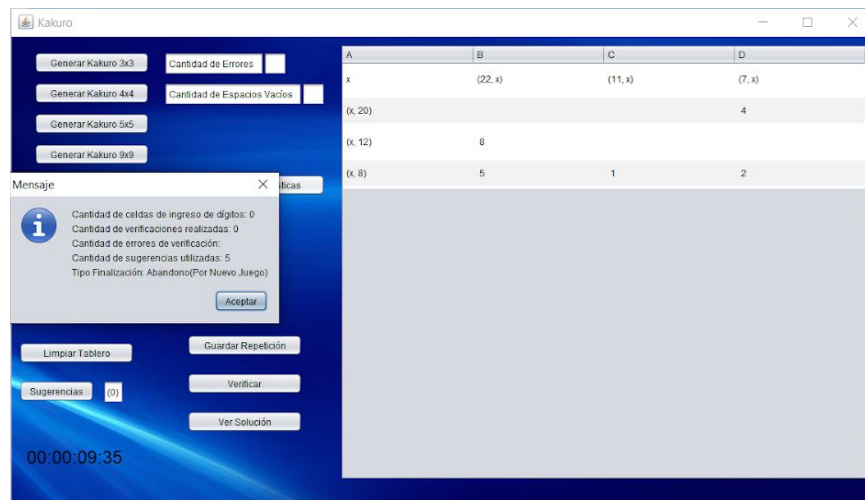 Kakuro
Generar Kakuro 3x3
Cantidad de Errores
Generar Kakuro 4x4
Cantidad de Espacios Vacíos
Generar Kakuro 5x5
Generar Kakuro 9x9
ticas
Mensaje
Cantidad de celdas de ingreso de dígitos: 0
Cantidad de verificaciones realizadas: 0
Cantidad de errores de verificación:
Cantidad de sugerencias utilizadas: 5
Tipo Finalización: Abandono(Por Nuevo Juego)
Aceptar
Limpiar Tablero
Guardar Repetición
Sugerencias (0)
Verificar
Ver Solución
00:00:09:35
A B C D
x (22, x) (11, x) (7, x)
(x, 20) 4
(x, 12) 8
(x, 8) 5 1 2